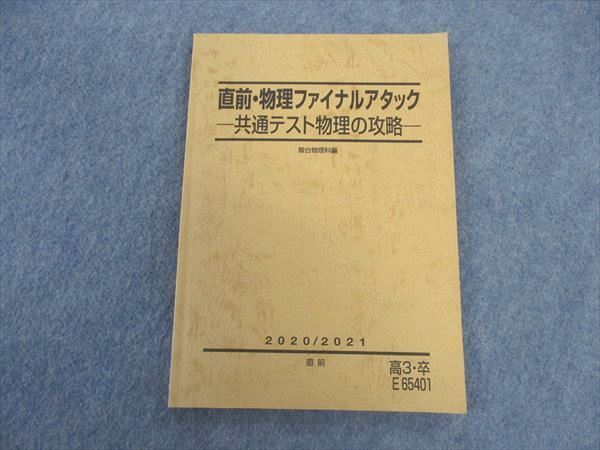 直前・物理ファイナルアタック
―共通テスト物理の攻略―
駿台物理科編
2020/2021
直前
高3・卒
E 65401